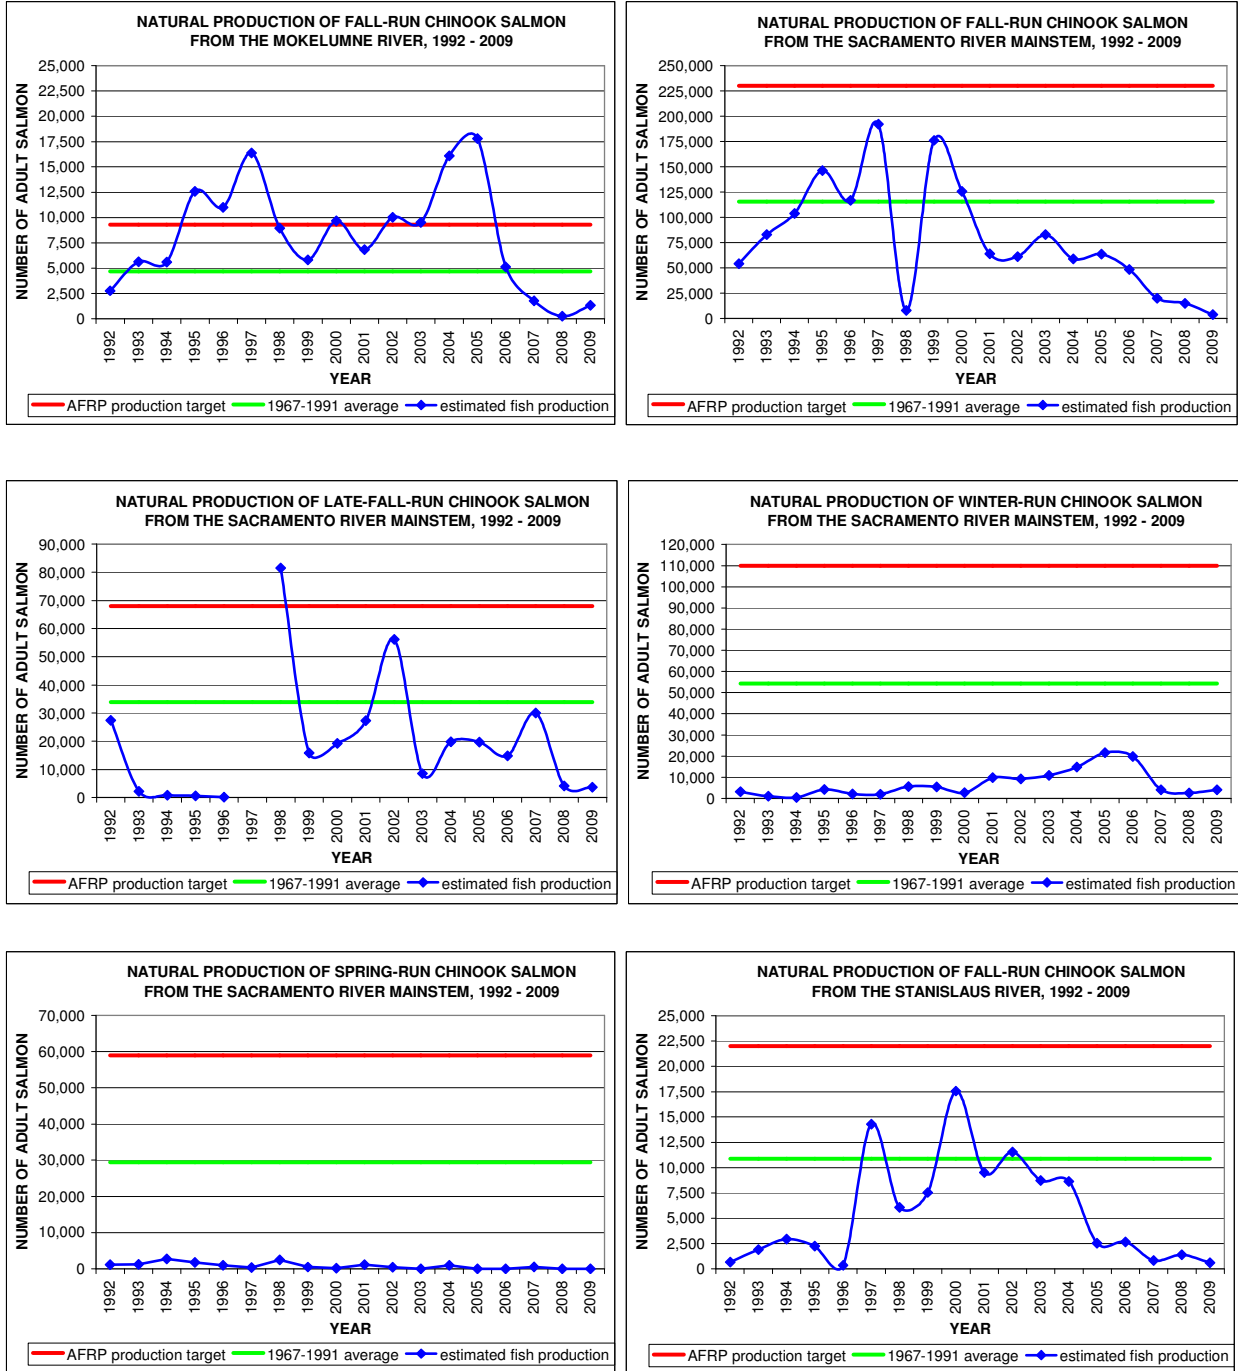 NATURAL PRODUCTION OF FALL-RUN CHINOOK SALMON
FROM THE MOKELUMNE RIVER, 1992 - 2009
NUMBER OF ADULT SALMON
25,000
22,500
20,000
17,500
15,000
12,500
10,000
7,500
5,000
2,500
0
1992 1993 1994 1995 1996 1997 1998 1999 2000 2001 2002 2003 2004 2005 2006 2007 2008 2009
YEAR
AFRP production target 1967-1991 average estimated fish production
NATURAL PRODUCTION OF FALL-RUN CHINOOK SALMON
FROM THE SACRAMENTO RIVER MAINSTEM, 1992 - 2009
NUMBER OF ADULT SALMON
250,000
225,000
200,000
175,000
150,000
125,000
100,000
75,000
50,000
25,000
0
1992 1993 1994 1995 1996 1997 1998 1999 2000 2001 2002 2003 2004 2005 2006 2007 2008 2009
YEAR
AFRP production target 1967-1991 average estimated fish production
NATURAL PRODUCTION OF LATE-FALL-RUN CHINOOK SALMON
FROM THE SACRAMENTO RIVER MAINSTEM, 1992 - 2009
NUMBER OF ADULT SALMON
90,000
80,000
70,000
60,000
50,000
40,000
30,000
20,000
10,000
0
1992 1993 1994 1995 1996 1997 1998 1999 2000 2001 2002 2003 2004 2005 2006 2007 2008 2009
YEAR
AFRP production target 1967-1991 average estimated fish production
NATURAL PRODUCTION OF WINTER-RUN CHINOOK SALMON
FROM THE SACRAMENTO RIVER MAINSTEM, 1992 - 2009
NUMBER OF ADULT SALMON
120,000
110,000
100,000
90,000
80,000
70,000
60,000
50,000
40,000
30,000
20,000
10,000
0
1992 1993 1994 1995 1996 1997 1998 1999 2000 2001 2002 2003 2004 2005 2006 2007 2008 2009
YEAR
AFRP production target 1967-1991 average estimated fish production
NATURAL PRODUCTION OF SPRING-RUN CHINOOK SALMON
FROM THE SACRAMENTO RIVER MAINSTEM, 1992 - 2009
NUMBER OF ADULT SALMON
70,000
60,000
50,000
40,000
30,000
20,000
10,000
0
1992 1993 1994 1995 1996 1997 1998 1999 2000 2001 2002 2003 2004 2005 2006 2007 2008 2009
YEAR
AFRP production target 1967-1991 average estimated fish production
NATURAL PRODUCTION OF FALL-RUN CHINOOK SALMON
FROM THE STANISLAUS RIVER, 1992 - 2009
NUMBER OF ADULT SALMON
25,000
22,500
20,000
17,500
15,000
12,500
10,000
7,500
5,000
2,500
0
1992 1993 1994 1995 1996 1997 1998 1999 2000 2001 2002 2003 2004 2005 2006 2007 2008 2009
YEAR
AFRP production target 1967-1991 average estimated fish production